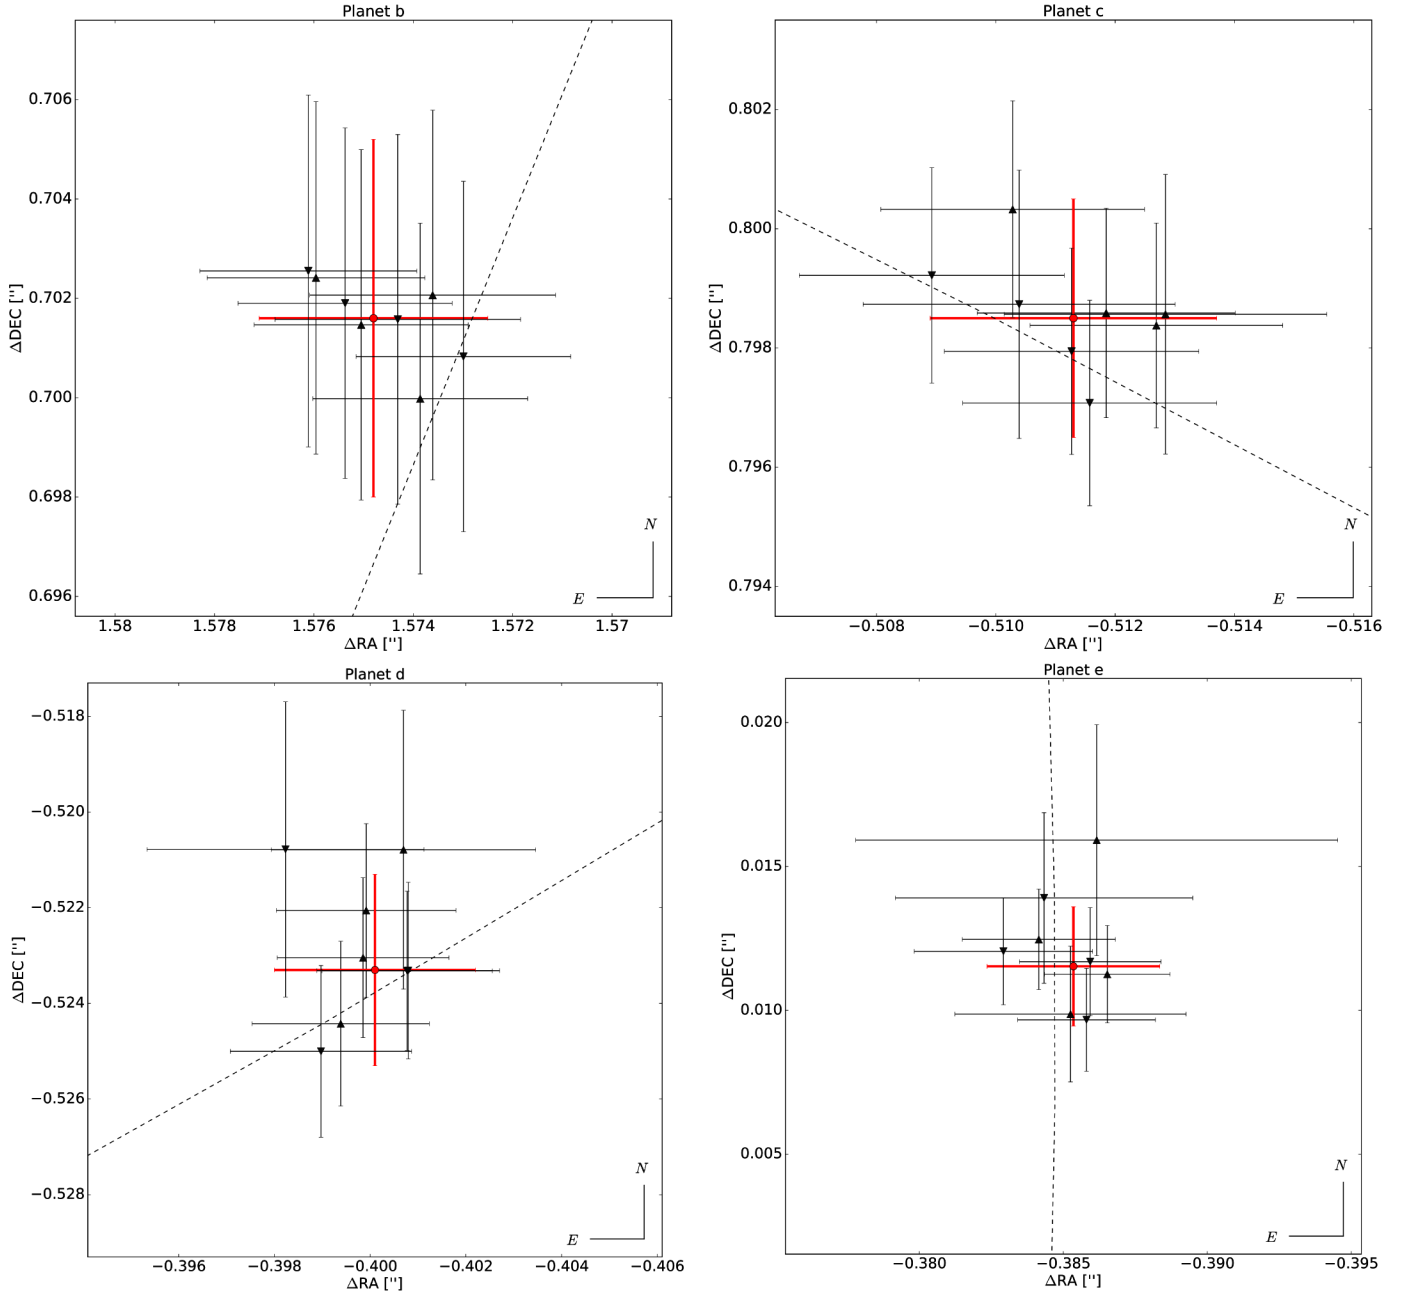 Planet b
0.706
0.704
0.702
0.700
0.698
0.696
ΔDEC ['']
N
E
1.58 1.578 1.576 1.574 1.572 1.57
ΔRA ['']
Planet c
0.802
0.800
0.798
0.796
0.794
ΔDEC ['']
N
E
−0.508 −0.510 −0.512 −0.514 −0.516
ΔRA ['']
Planet d
−0.518
−0.520
−0.522
−0.524
−0.526
−0.528
ΔDEC ['']
N
E
−0.396 −0.398 −0.400 −0.402 −0.404 −0.406
ΔRA ['']
Planet e
0.020
0.015
0.010
0.005
ΔDEC ['']
N
E
−0.380 −0.385 −0.390 −0.395
ΔRA ['']